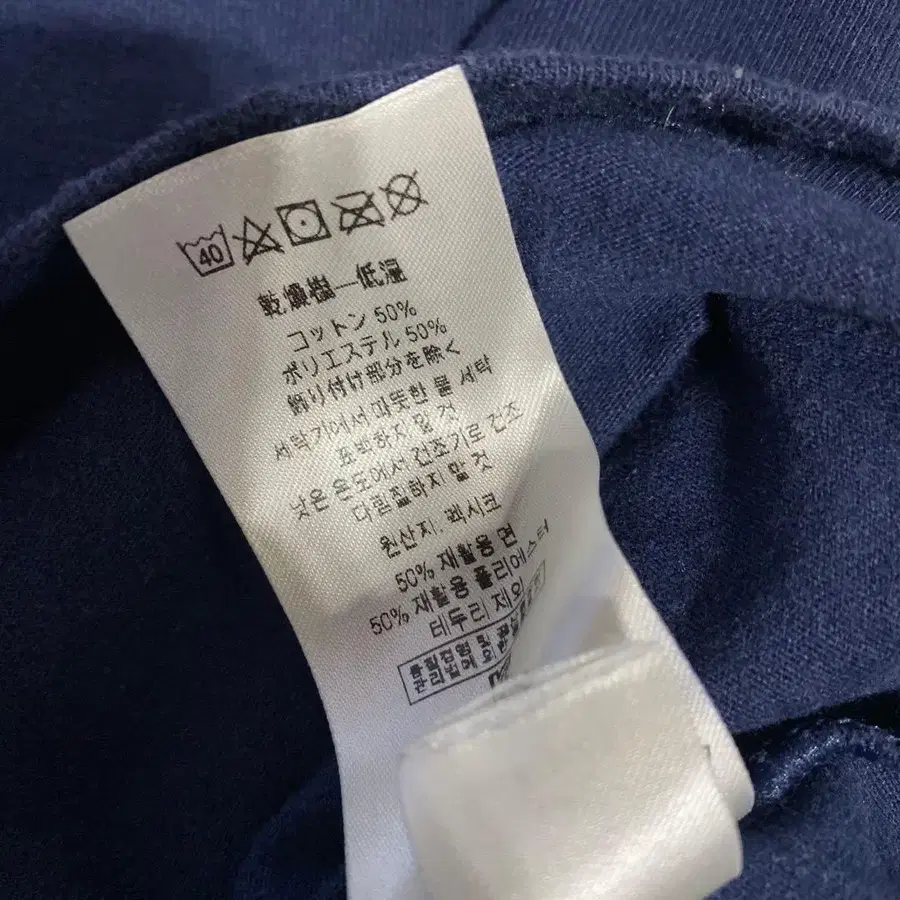 40
乾燥樹—低温
コットン 50%
ポリエステル 50%
飾り付け部分を除く
세탁기에서 따뜻한 물 세탁
표백하지 말 것
낮은 온도에서 건조기로 건조
다림질하지 말 것
원산지. 멕시코
50% 재활용 면
50% 재활용 폴리에스터
테두리 제외